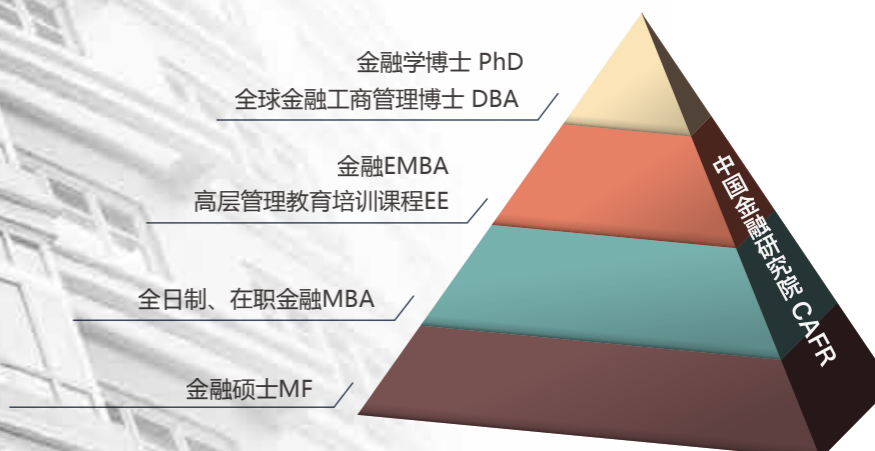 金融学博士 PhD
全球金融工商管理博士 DBA
金融EMBA
高层管理教育培训课程EE
全日制、在职金融MBA
金融硕士MF
中国金融研究院 CAFR